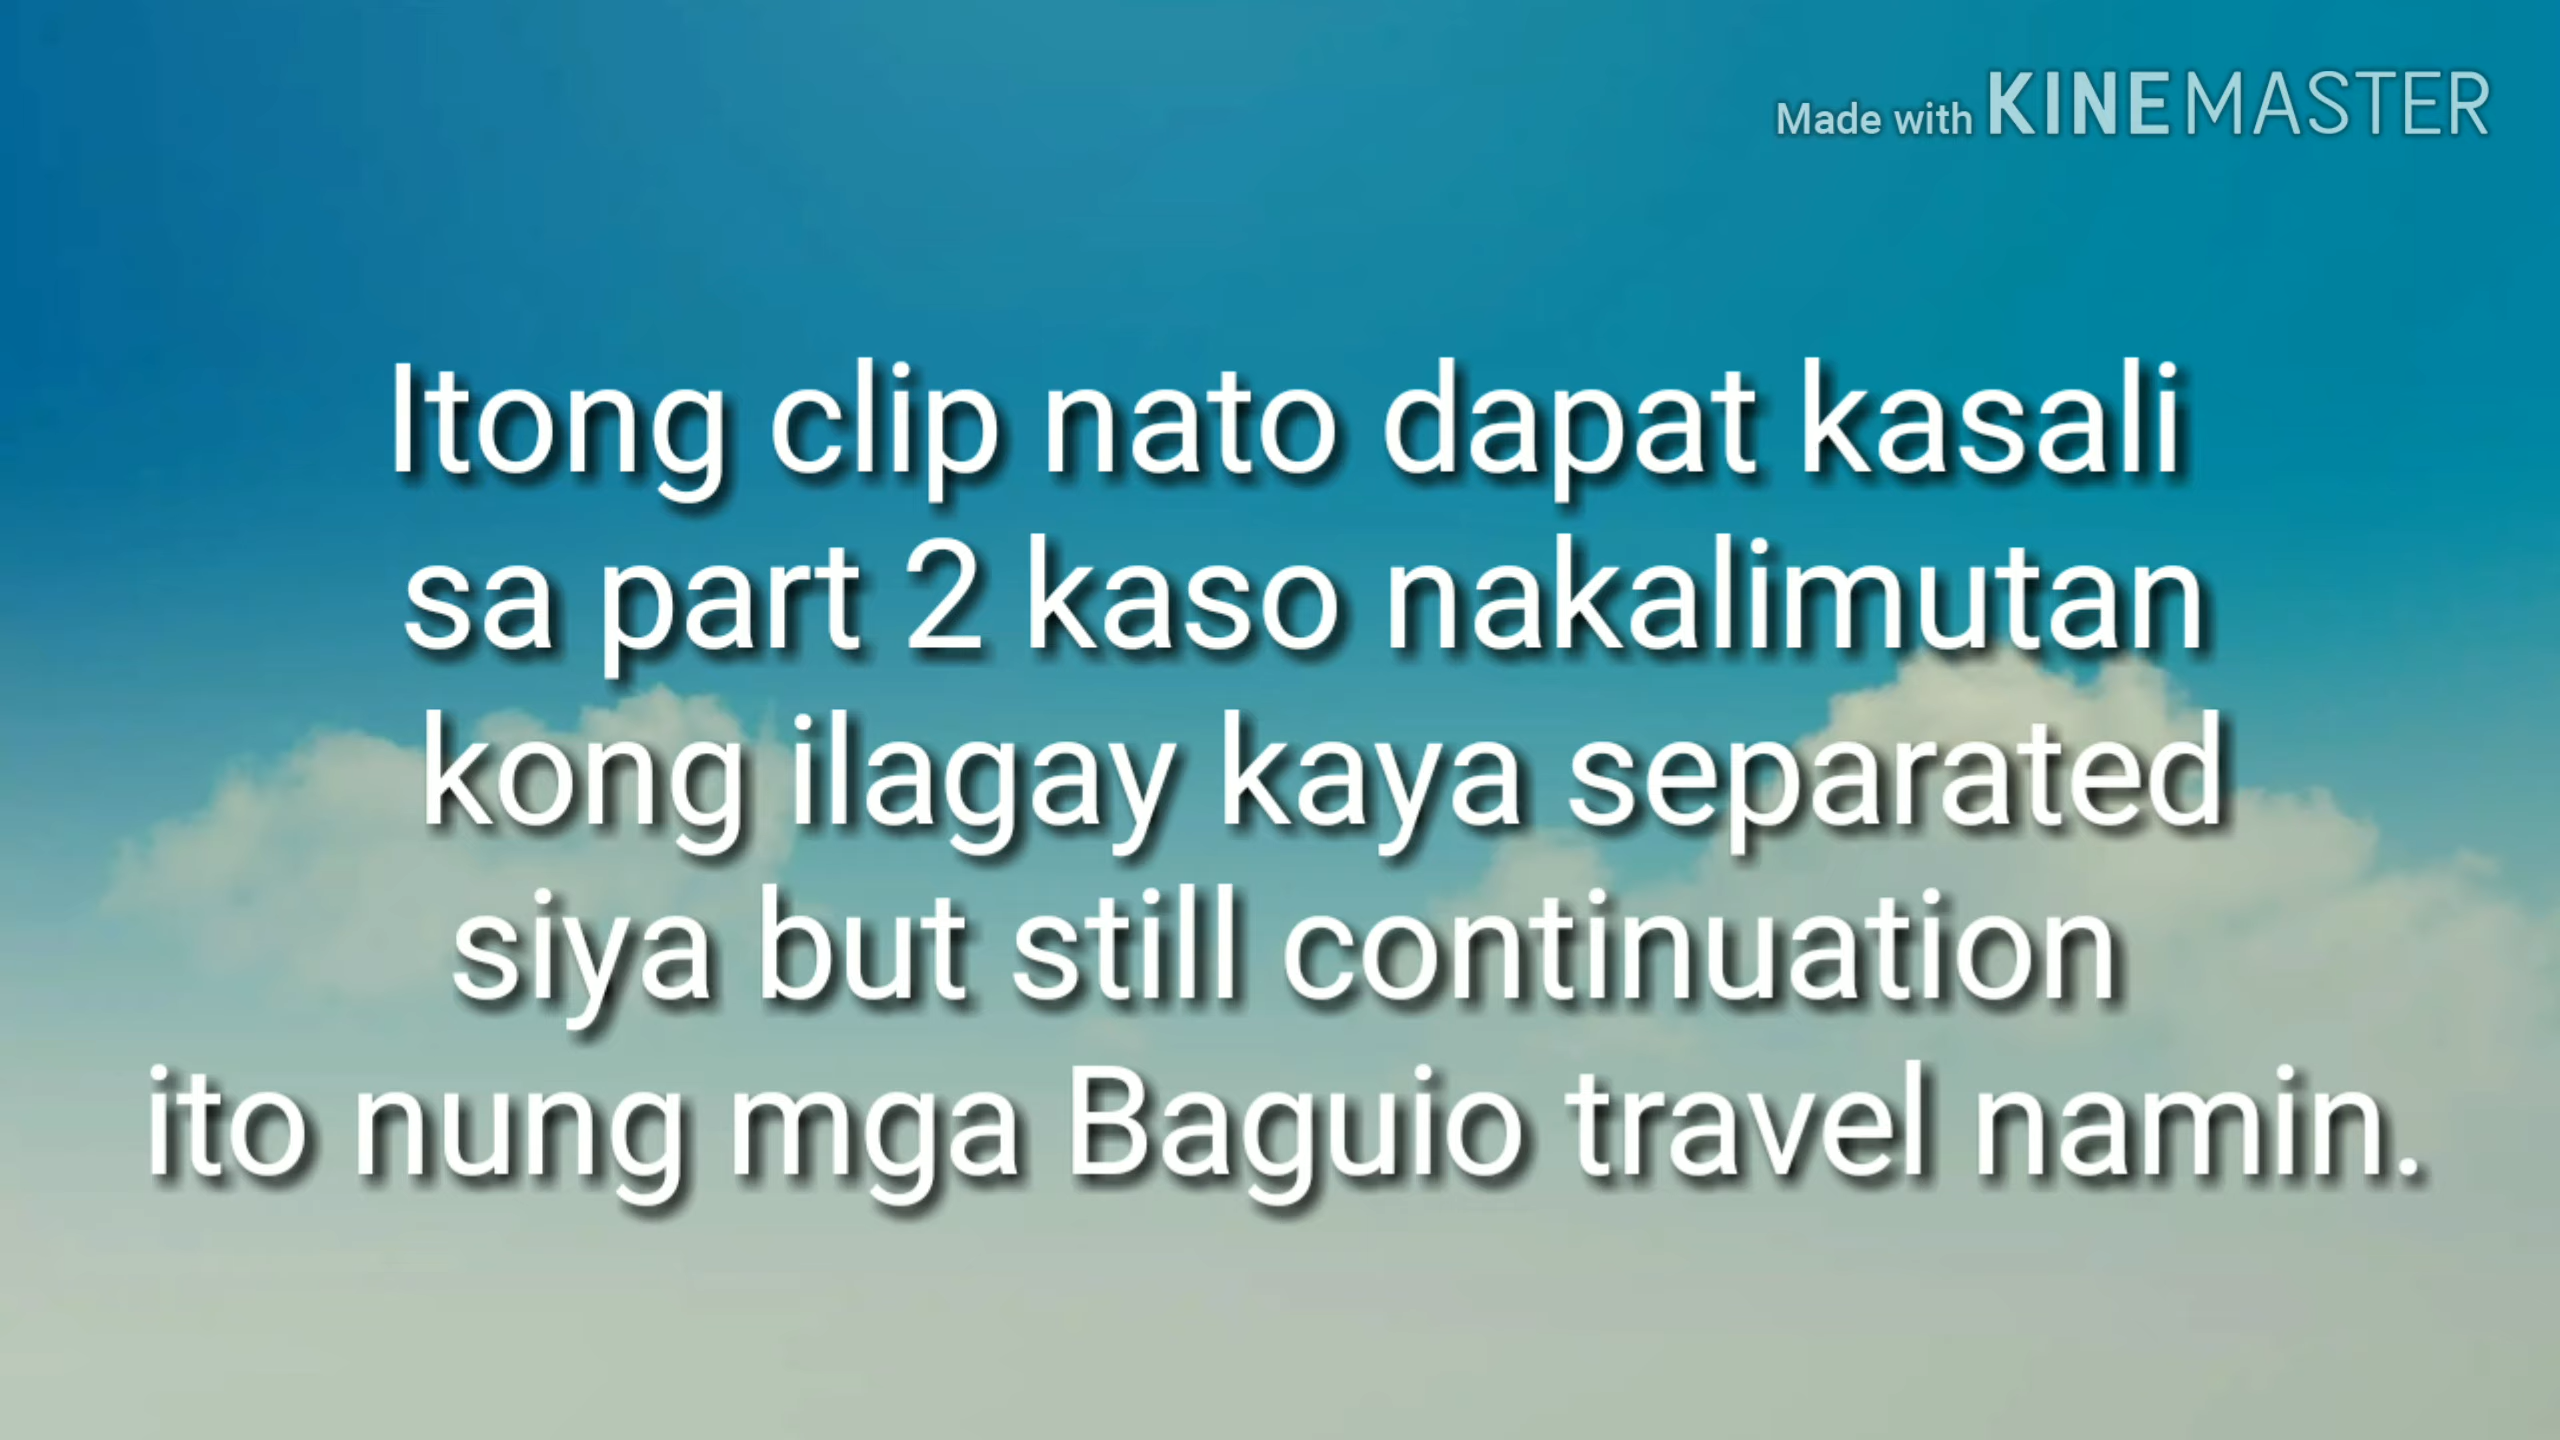 Made with KINEMASTER
Itong clip nato dapat kasali
sa part 2 kaso nakalimutan
kong ilagay kaya separated
siya but still continuation
ito nung mga Baguio travel namin.